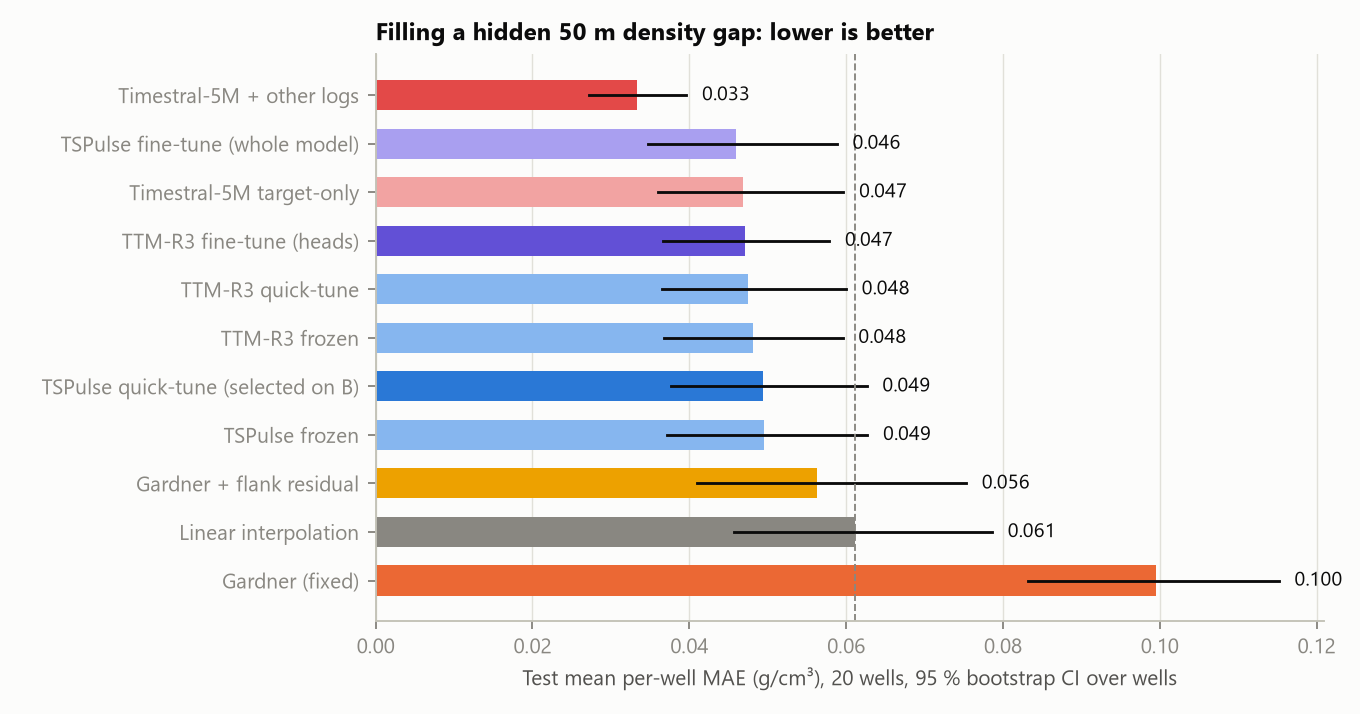 Filling a hidden 50 m density gap: lower is better
Timestral-5M + other logs 0.033
TSPulse fine-tune (whole model) 0.046
Timestral-5M target-only 0.047
TTM-R3 fine-tune (heads) 0.047
TTM-R3 quick-tune 0.048
TTM-R3 frozen 0.048
TSPulse quick-tune (selected on B) 0.049
TSPulse frozen 0.049
Gardner + flank residual 0.056
Linear interpolation 0.061
Gardner (fixed) 0.100
0.00 0.02 0.04 0.06 0.08 0.10 0.12
Test mean per-well MAE (g/cm³), 20 wells, 95 % bootstrap CI over wells